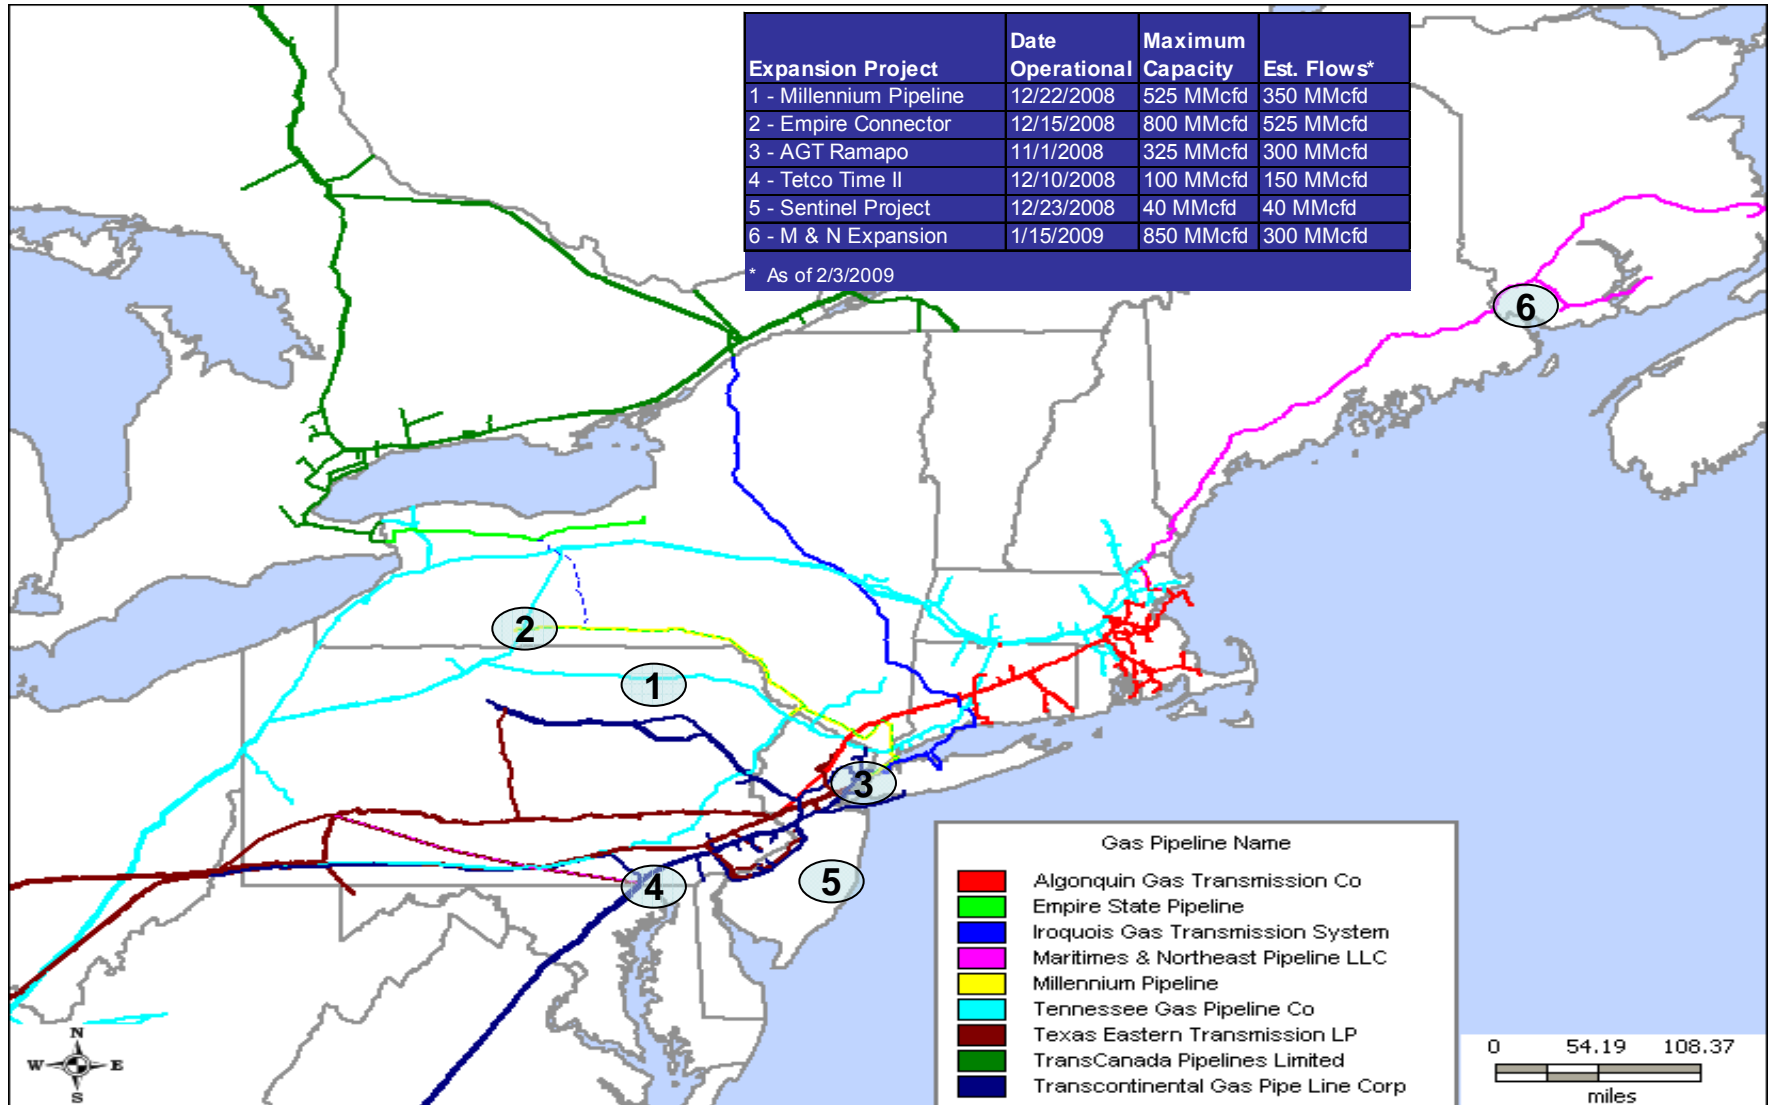 Expansion Project Date Operational Maximum Capacity Est. Flows*
1 - Millennium Pipeline 12/22/2008 525 MMcfd 350 MMcfd
2 - Empire Connector 12/15/2008 800 MMcfd 525 MMcfd
3 - AGT Ramapo 11/1/2008 325 MMcfd 300 MMcfd
4 - Tetco Time II 12/10/2008 100 MMcfd 150 MMcfd
5 - Sentinel Project 12/23/2008 40 MMcfd 40 MMcfd
6 - M & N Expansion 1/15/2009 850 MMcfd 300 MMcfd
* As of 2/3/2009
6
2
1
3
4
5
Gas Pipeline Name
Algonquin Gas Transmission Co
Empire State Pipeline
Iroquois Gas Transmission System
Maritimes & Northeast Pipeline LLC
Millennium Pipeline
Tennessee Gas Pipeline Co
Texas Eastern Transmission LP
TransCanada Pipelines Limited
Transcontinental Gas Pipe Line Corp
N
W E
S
0 54.19 108.37
miles